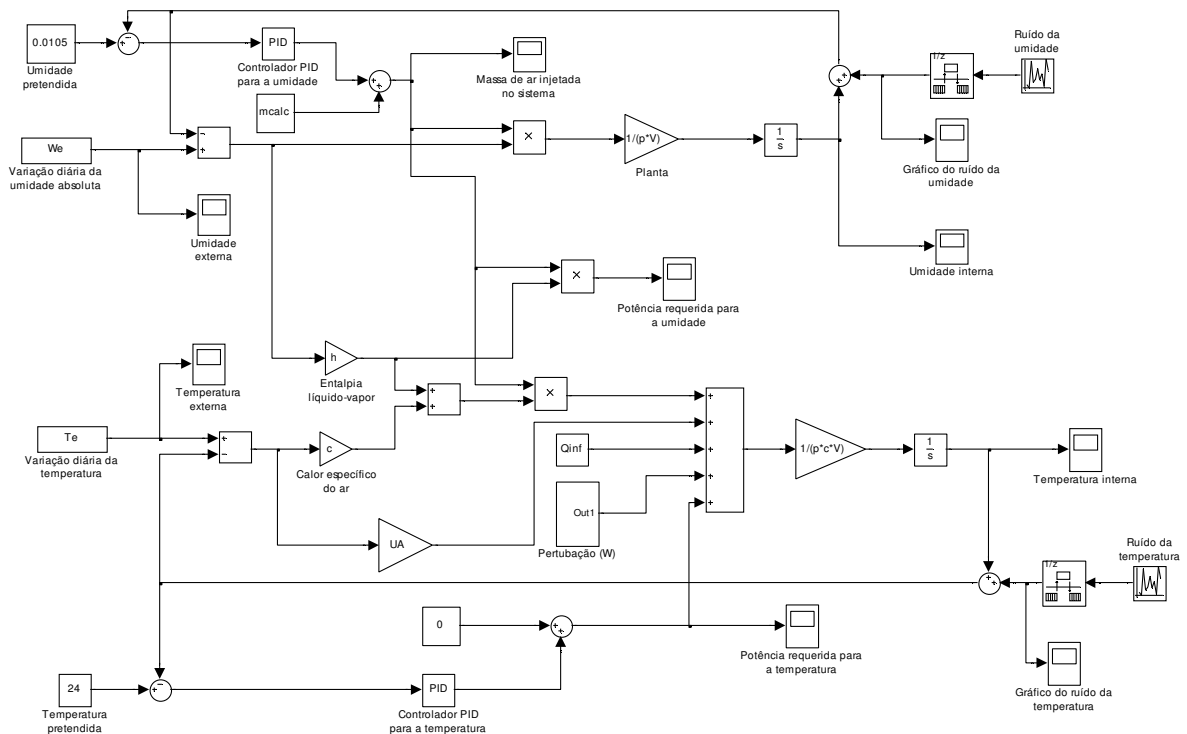 0.0105
Umidade
pretendida
PID
Controlador PID
para a umidade
mcalc
Massa de ar injetada
no sistema
1/z
Ruído da
umidade
We
Variação diária da
umidade absoluta
Umidade
externa
×
1/(p*V)
Planta
1
s
Gráfico do ruído da
umidade
Umidade interna
×
Potência requerida para
a umidade
h
Entalpia
líquido-vapor
Temperatura
externa
Te
Variação diária da
temperatura
c
Calor específico
do ar
×
Qinf
Out1
Pertubação (W)
UA
1/(p*c*V)
1
s
Temperatura interna
1/z
Ruído da
temperatura
0
Potência requerida para
a temperatura
Gráfico do ruído da
temperatura
24
Temperatura
pretendida
PID
Controlador PID
para a temperatura